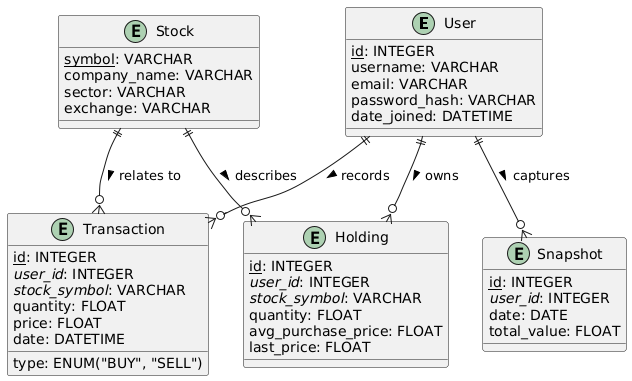 E Stock
symbol: VARCHAR
company_name: VARCHAR
sector: VARCHAR
exchange: VARCHAR
E User
id: INTEGER
username: VARCHAR
email: VARCHAR
password_hash: VARCHAR
date_joined: DATETIME
relates to
describes
records
owns
captures
E Transaction
id: INTEGER
user_id: INTEGER
stock_symbol: VARCHAR
quantity: FLOAT
price: FLOAT
date: DATETIME
type: ENUM("BUY", "SELL")
E Holding
id: INTEGER
user_id: INTEGER
stock_symbol: VARCHAR
quantity: FLOAT
avg_purchase_price: FLOAT
last_price: FLOAT
E Snapshot
id: INTEGER
user_id: INTEGER
date: DATE
total_value: FLOAT